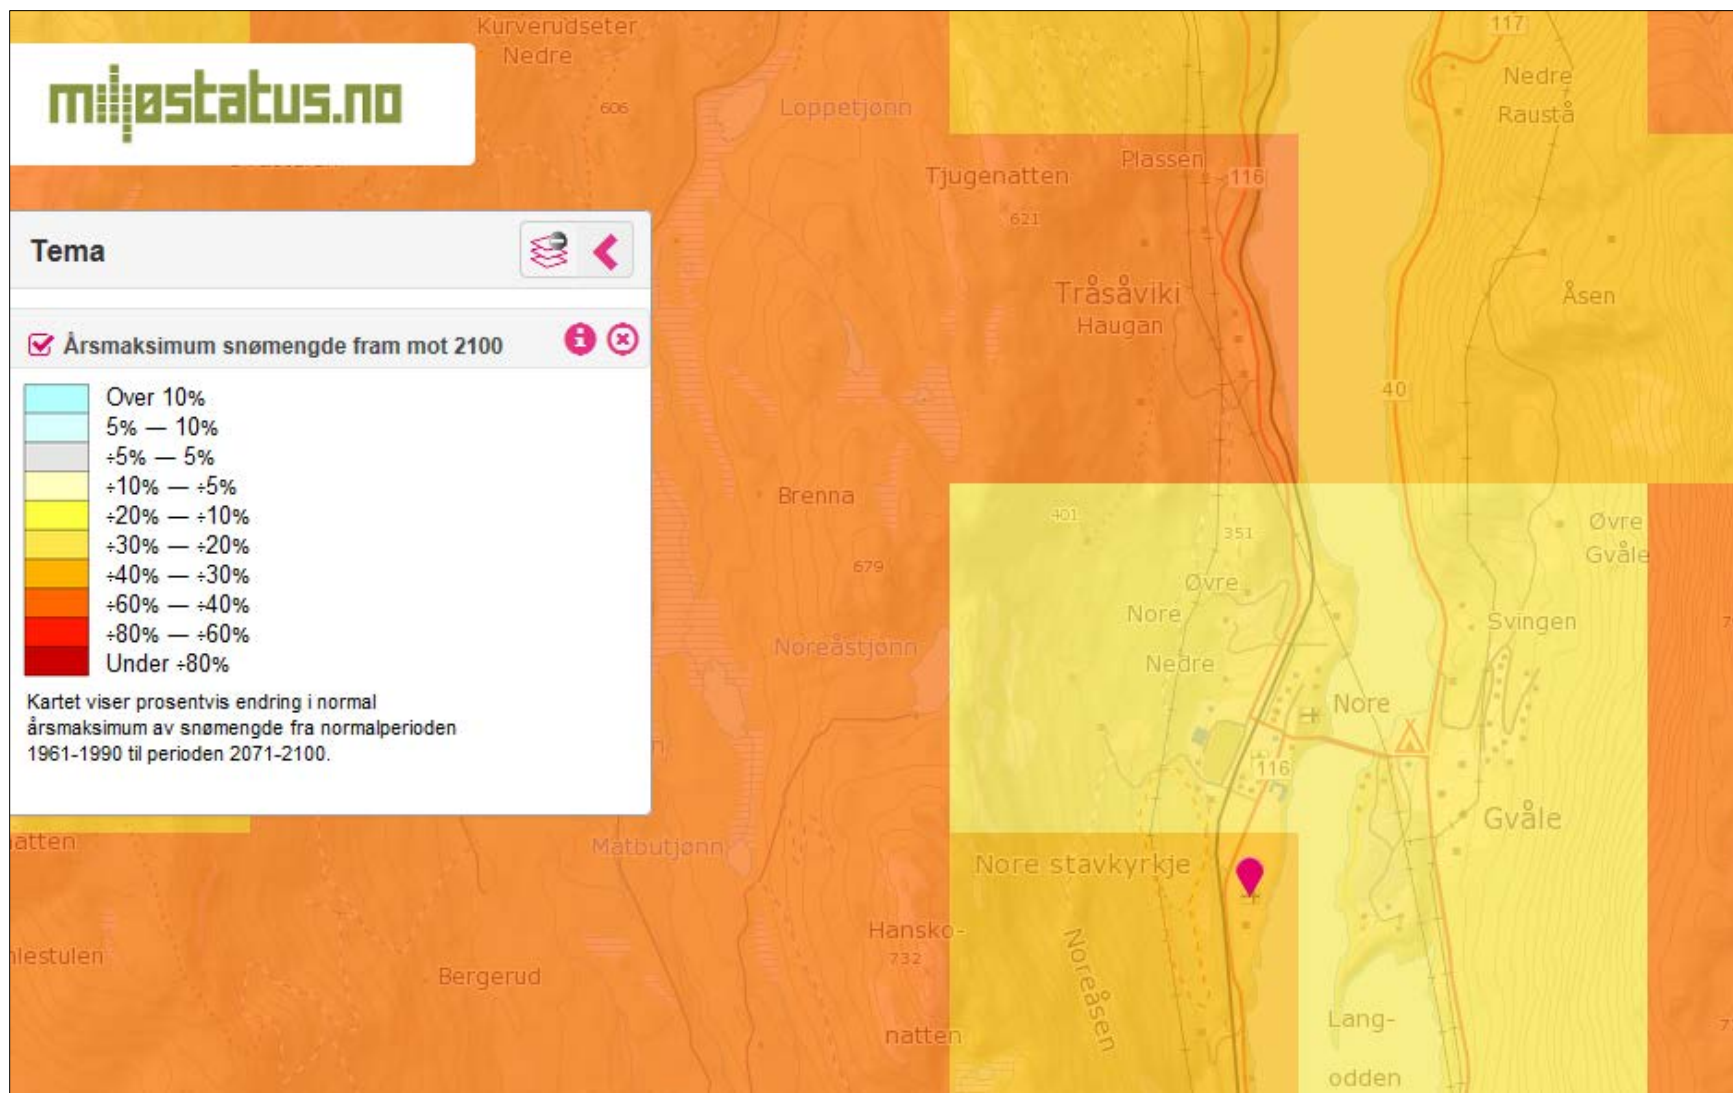 Kurverudseter
Nedre
117
Nedre
Raustå
miljøstatus.no
606
Loppetjønn
Plassen
Tjugenatten
116
621
Tema
Tråsåviki
Haugan
Åsen
Årsmaksimum snømengde fram mot 2100
40
Over 10%
5% — 10%
÷5% — 5%
÷10% — ÷5%
÷20% — ÷10%
÷30% — ÷20%
÷40% — ÷30%
÷60% — ÷40%
÷80% — ÷60%
Under ÷80%
Kartet viser prosentvis endring i normal
årsmaksimum av snømengde fra normalperioden
1961-1990 til perioden 2071-2100.
Brenna
401
351
Øvre
Gvåle
679
Øvre
Nore
Nedre
Svingen
Noreåstjønn
Nore
116
Gvåle
atten
Matbutjønn
Nore stavkyrkje
Hansko-
732
natten
lestulen
Bergerud
Noreåsen
Lang-
odden